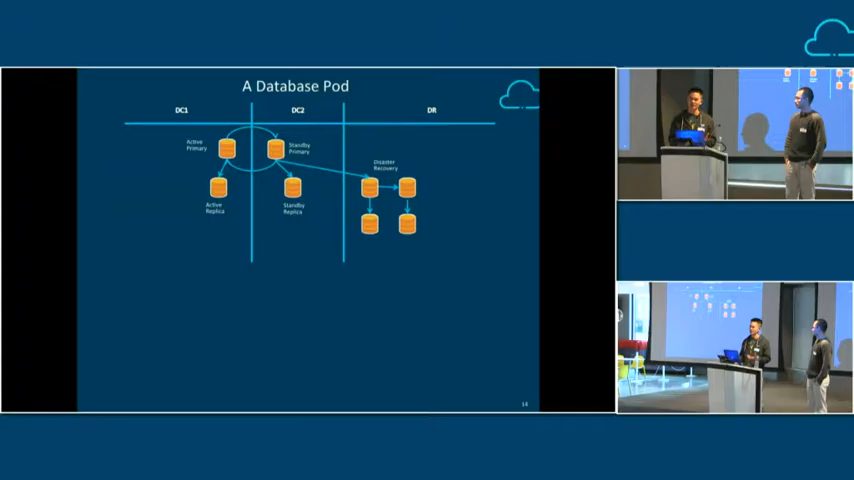 A Database Pod
DC1
DC2
DR
Active
Primary
Standby
Primary
Disaster
Recovery
Active
Replica
Standby
Replica
14